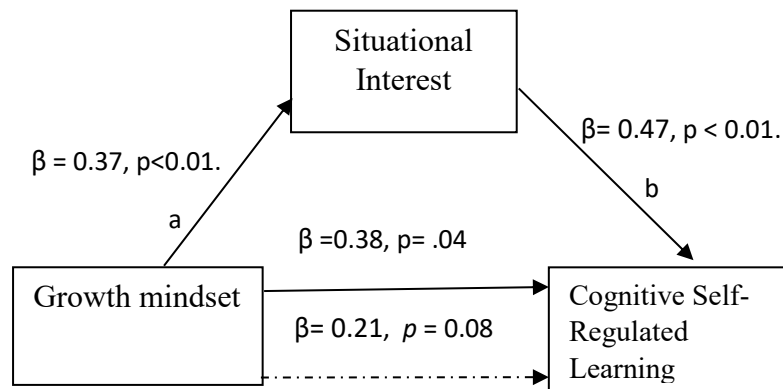 Situational
Interest
β = 0.37, p<0.01.
β= 0.47, p < 0.01.
a
b
β =0.38, p= .04
Growth mindset
β= 0.21, p = 0.08
Cognitive Self-
Regulated
Learning